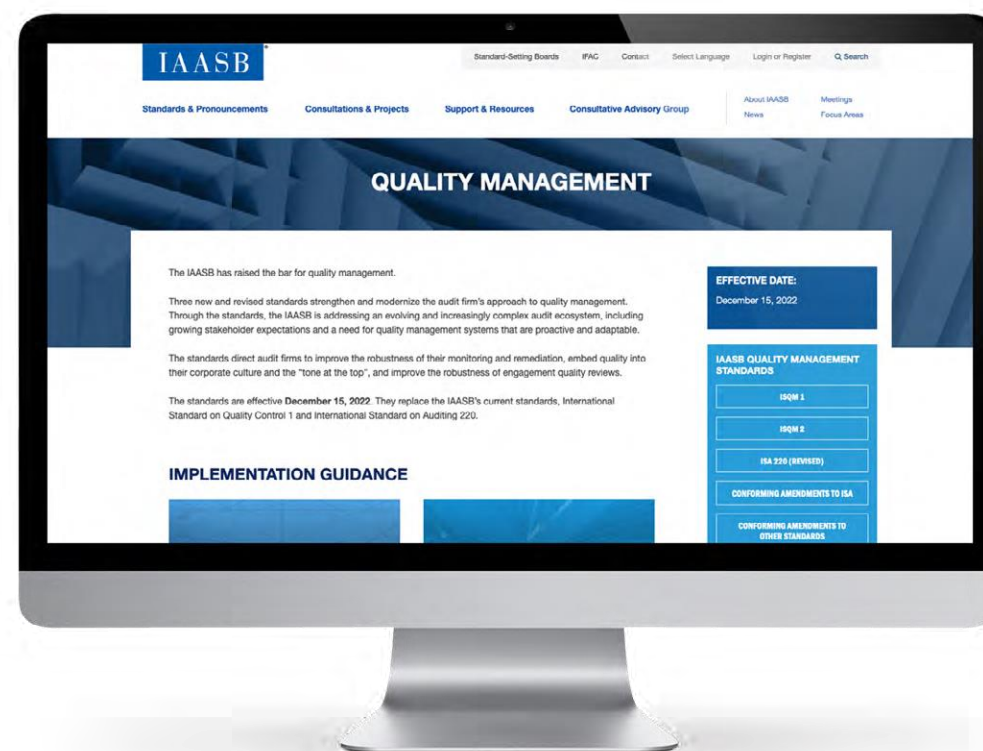 IAASB
Standard-Setting Boards IFAC Contact Select Language Login or Register Search
Standards & Pronouncements Consultations & Projects Support & Resources Consultative Advisory Group
About IAASB Meetings
News Focus Areas
QUALITY MANAGEMENT
The IAASB has raised the bar for quality management.
Three new and revised standards strengthen and modernize the audit firm's approach to quality management.
Through the standards, the IAASB is addressing an evolving and increasingly complex audit ecosystem, including
growing stakeholder expectations and a need for quality management systems that are proactive and adaptable.
The standards direct audit firms to improve the robustness of their monitoring and remediation, embed quality into
their corporate culture and the "tone at the top", and improve the robustness of engagement quality reviews.
The standards are effective December 15, 2022. They replace the IAASB's current standards, International
Standard on Quality Control 1 and International Standard on Auditing 220.
IMPLEMENTATION GUIDANCE
EFFECTIVE DATE:
December 15, 2022
IAASB QUALITY MANAGEMENT
STANDARDS
ISQM 1
ISQM 2
ISA 220 (REVISED)
CONFORMING AMENDMENTS TO ISA
CONFORMING AMENDMENTS TO
OTHER STANDARDS